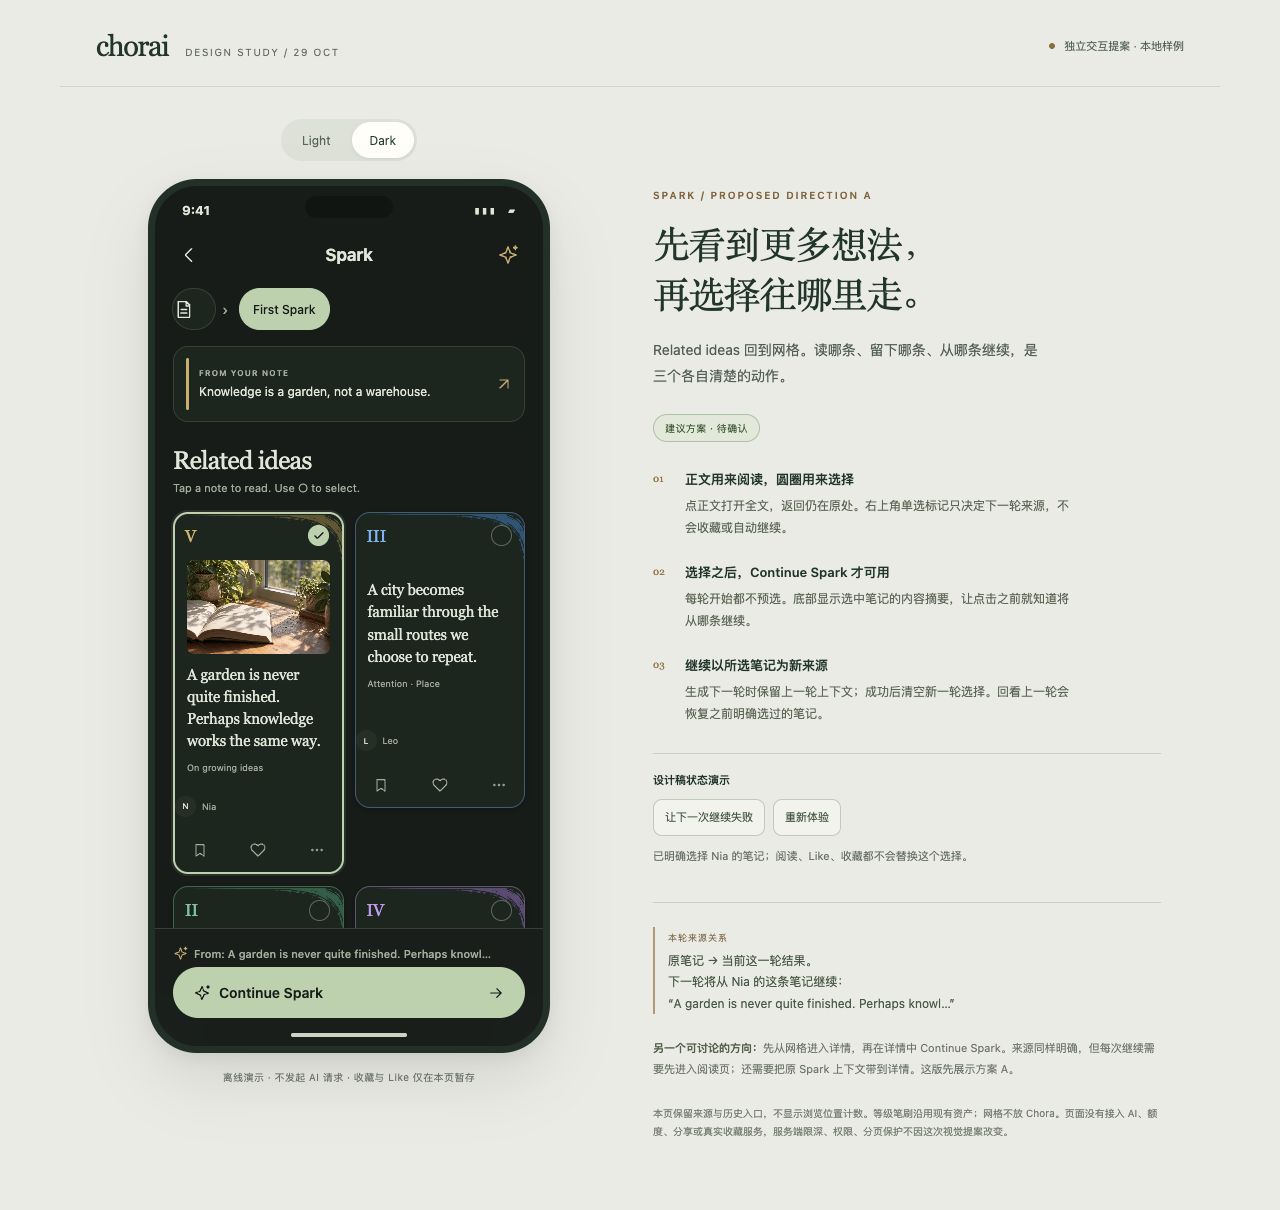 chorai DESIGN STUDY / 29 OCT
独立交互提案 · 本地样例
Light Dark
9:41
Spark
› First Spark
FROM YOUR NOTE
Knowledge is a garden, not a warehouse.
Related ideas
Tap a note to read. Use ○ to select.
V
A garden is never
quite finished.
Perhaps knowledge
works the same way.
On growing ideas
N Nia
III
A city becomes
familiar through the
small routes we
choose to repeat.
Attention · Place
L Leo
II
IV
From: A garden is never quite finished. Perhaps knowl...
Continue Spark →
离线演示 · 不发起 AI 请求 · 收藏与 Like 仅在本页暂存
SPARK / PROPOSED DIRECTION A
先看到更多想法，
再选择往哪里走。
Related ideas 回到网格。读哪条、留下哪条、从哪条继续，是
三个各自清楚的动作。
建议方案 · 待确认
01 正文用来阅读，圆圈用来选择
点正文打开全文，返回仍在原处。右上角单选标记只决定下一轮来源，不
会收藏或自动继续。
02 选择之后，Continue Spark 才可用
每轮开始都不预选。底部显示选中笔记的内容摘要，让点击之前就知道将
从哪条继续。
03 继续以所选笔记为新来源
生成下一轮时保留上一轮上下文；成功后清空新一轮选择。回看上一轮会
恢复之前明确选过的笔记。
设计稿状态演示
让下一次继续失败 重新体验
已明确选择 Nia 的笔记；阅读、Like、收藏都不会替换这个选择。
本轮来源关系
原笔记 → 当前这一轮结果。
下一轮将从 Nia 的这条笔记继续：
“A garden is never quite finished. Perhaps knowl...”
另一个可讨论的方向：先从网格进入详情，再在详情中 Continue Spark。来源同样明确，但每次继续需
要先进入阅读页；还需要把原 Spark 上下文带到详情。这版先展示方案 A。
本页保留来源与历史入口，不显示浏览位置计数。等级笔刷沿用现有资产；网格不放 Chora。页面没有接入 AI、额
度、分享或真实收藏服务，服务端限深、权限、分页保护不因这次视觉提案改变。